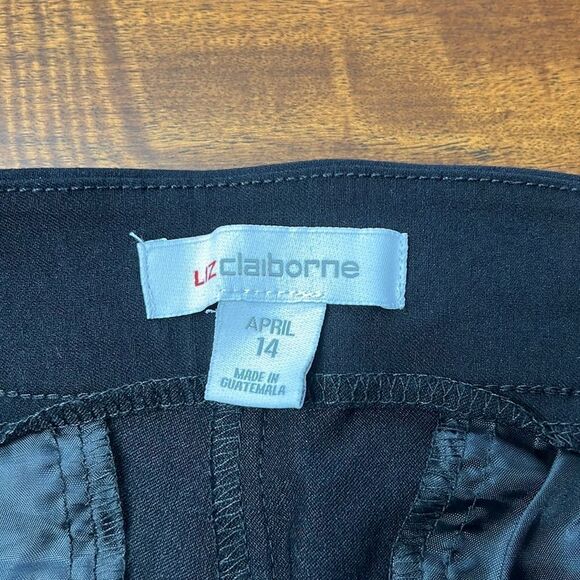 LIZ claiborne
APRIL
14
MADE IN
GUATEMALA